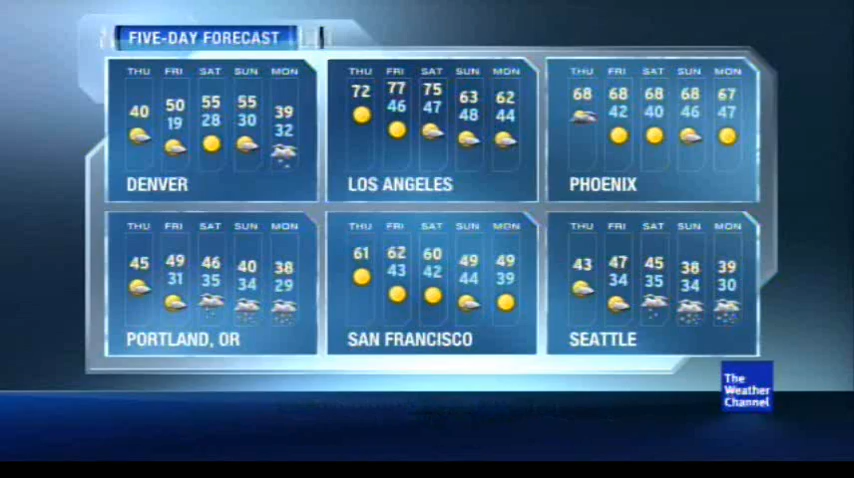 FIVE-DAY FORECAST
THU FRI SAT SUN MON
40 50 55 55 39
19 28 30 32
DENVER
THU FRI SAT SUN MON
72 77 75 63 62
46 47 48 44
LOS ANGELES
THU FRI SAT SUN MON
68 68 68 68 67
42 40 46 47
PHOENIX
THU FRI SAT SUN MON
45 49 46 40 38
31 35 34 29
PORTLAND, OR
THU FRI SAT SUN MON
61 62 60 49 49
43 42 44 39
SAN FRANCISCO
THU FRI SAT SUN MON
43 47 45 38 39
34 35 34 30
SEATTLE
The
Weather
Channel